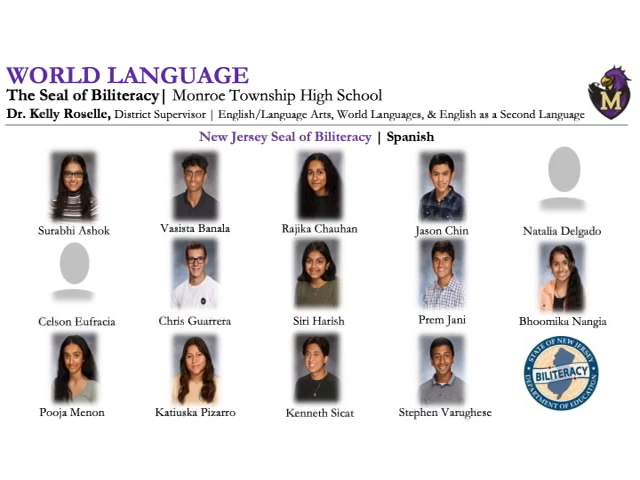 WORLD LANGUAGE
The Seal of Biliteracy| Monroe Township High School
Dr. Kelly Roselle, District Supervisor | English/Language Arts, World Languages, & English as a Second Language
M
New Jersey Seal of Biliteracy | Spanish
Surabhi Ashok
Vasista Banala
Rajika Chauhan
Jason Chin
Natalia Delgado
Celson Eufracia
Chris Guarrera
Siri Harish
Prem Jani
Bhoomika Nangia
Pooja Menon
Katiuska Pizarro
Kenneth Sicat
Stephen Varughese
STATE OF NEW JERSEY
BILITERACY
DEPARTMENT OF EDUCATION